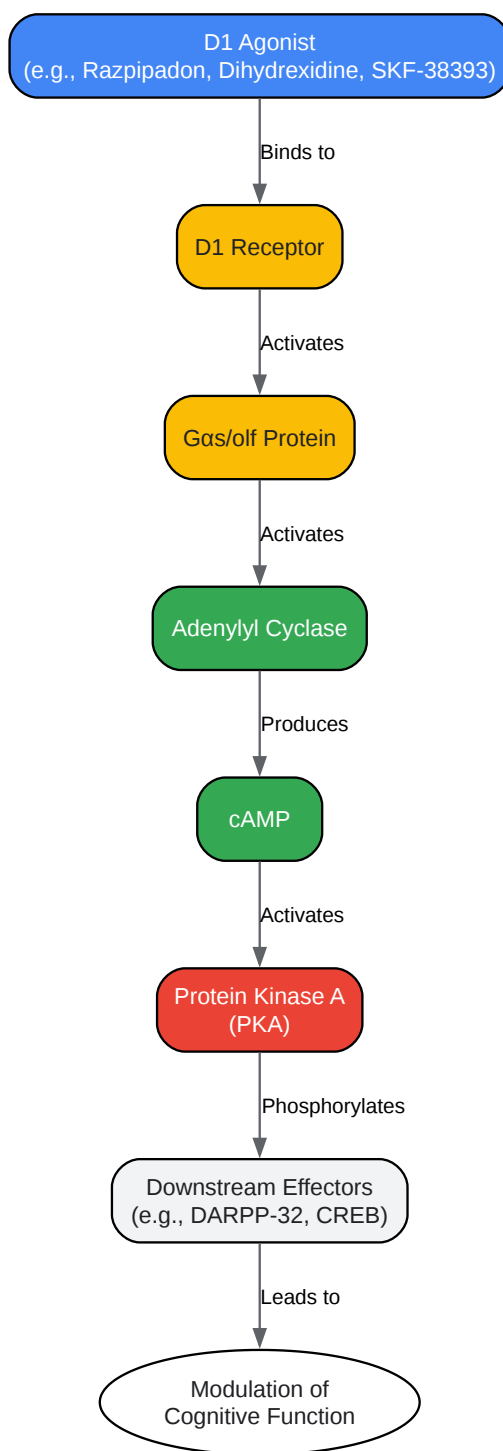 D1 Agonist
(e.g., Razpipadon, Dihydrexidine, SKF-38393)
Binds to
D1 Receptor
Activates
Gαs/olf Protein
Activates
Adenylyl Cyclase
Produces
cAMP
Activates
Protein Kinase A
(PKA)
Phosphorylates
Downstream Effectors
(e.g., DARPP-32, CREB)
Leads to
Modulation of
Cognitive Function